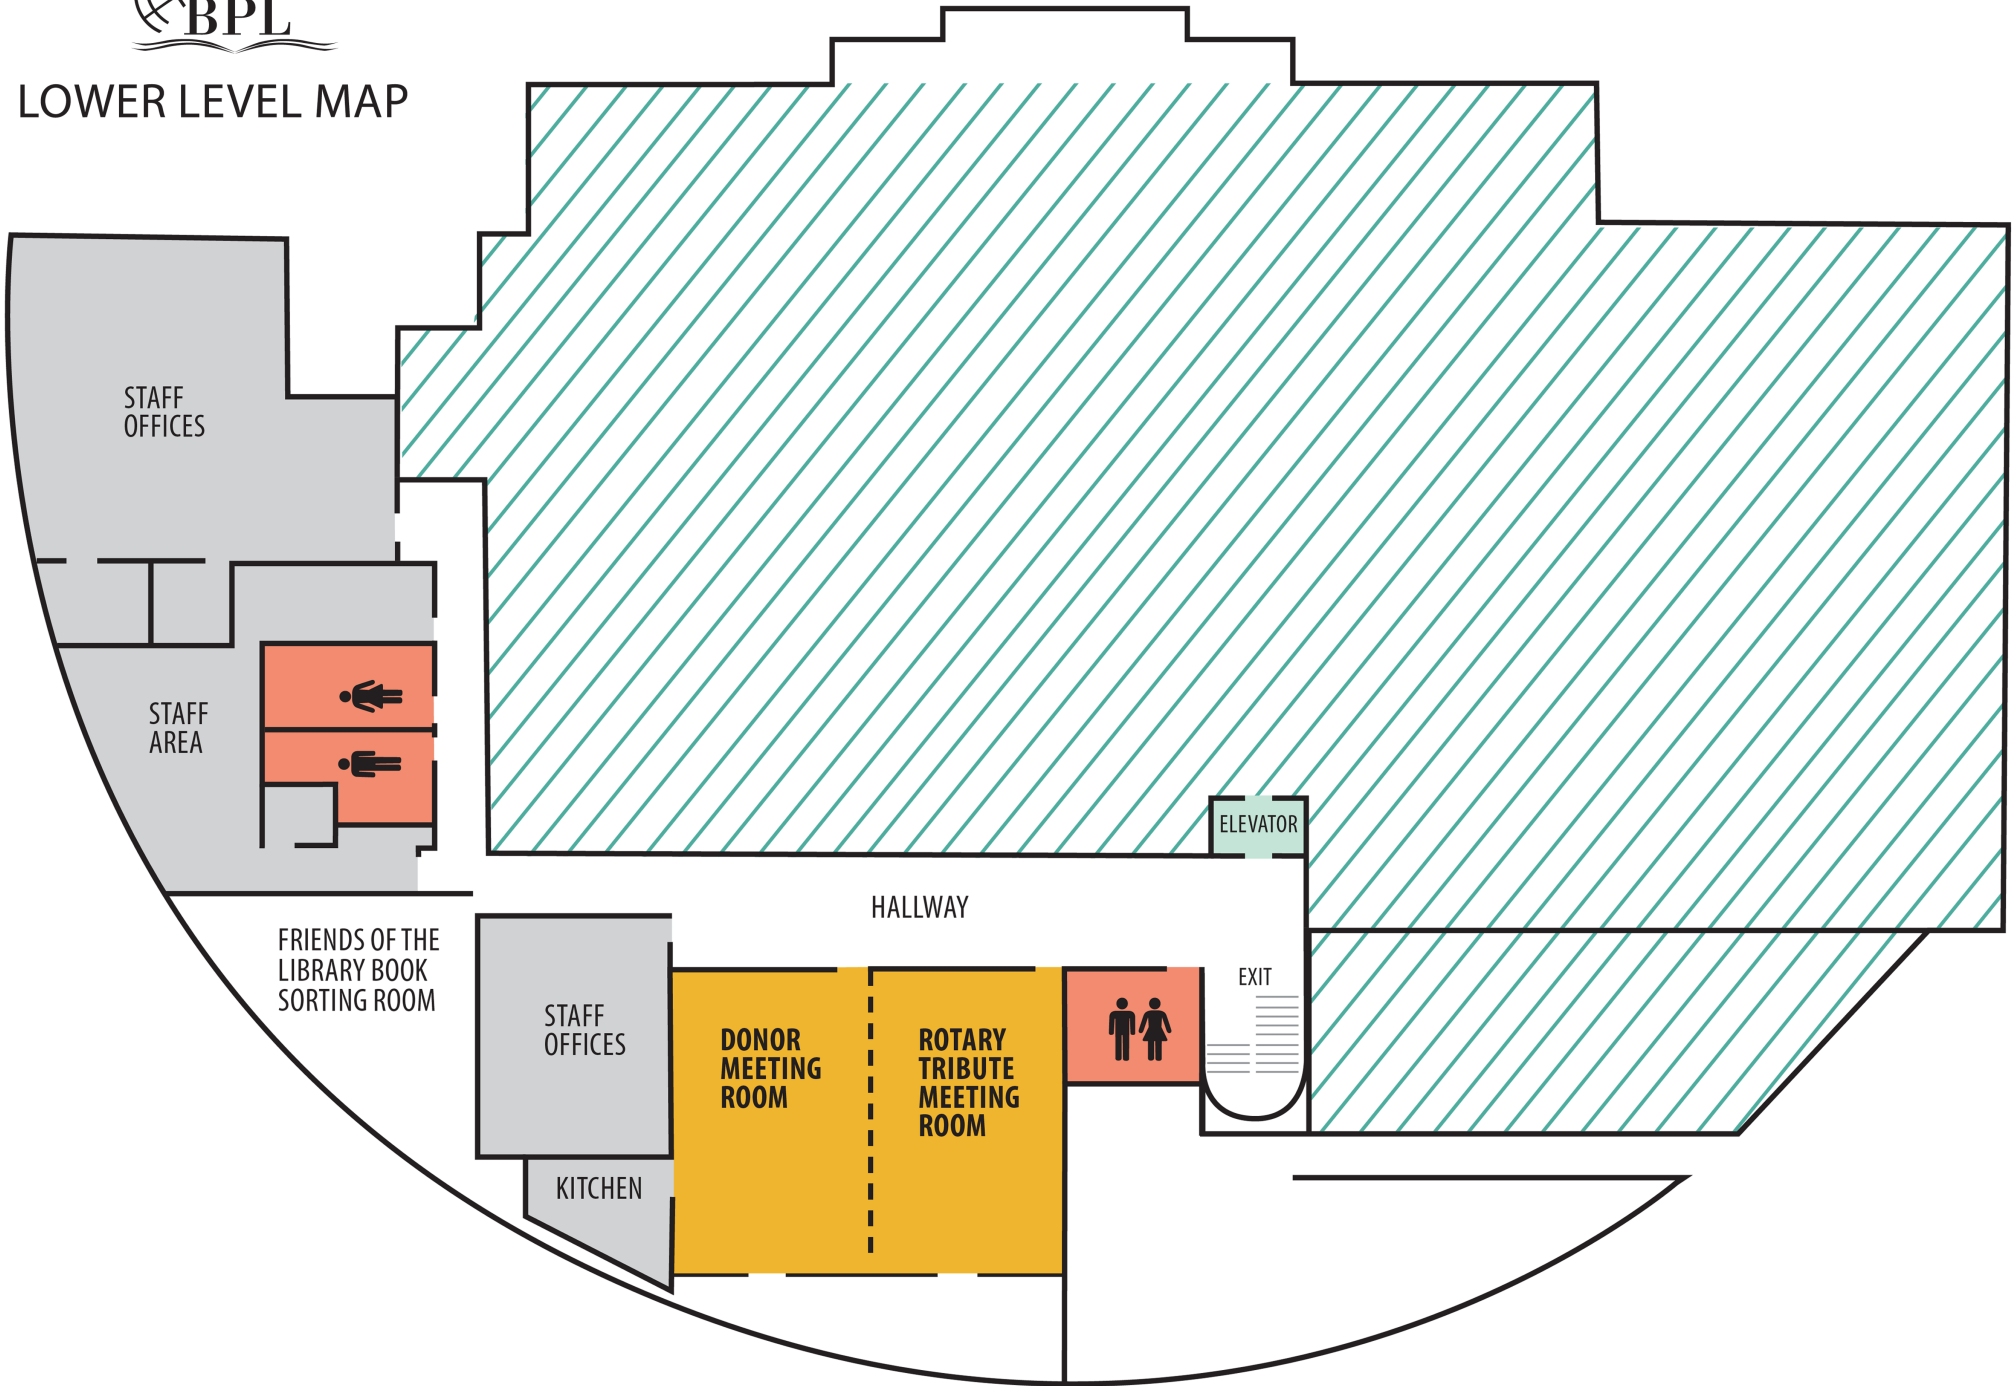 BPL
LOWER LEVEL MAP
STAFF
OFFICES
STAFF
AREA
ELEVATOR
HALLWAY
FRIENDS OF THE
LIBRARY BOOK
SORTING ROOM
EXIT
STAFF
OFFICES
DONOR
MEETING
ROOM
ROTARY
TRIBUTE
MEETING
ROOM
KITCHEN